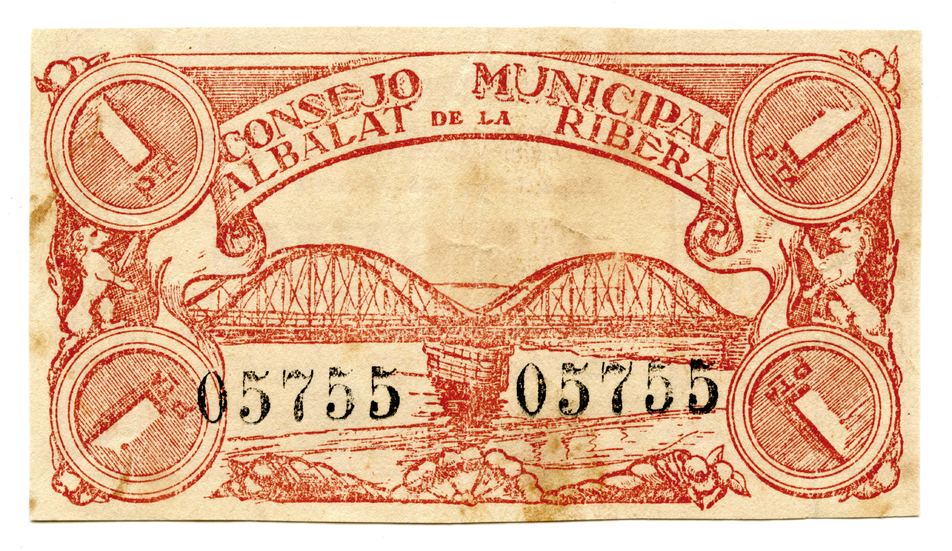 CONSEJO MUNICIPAL
ALBALAT DE LA RIBERA
1 PTA
1 PTA
05755 05755
1 PTA
1 PTA